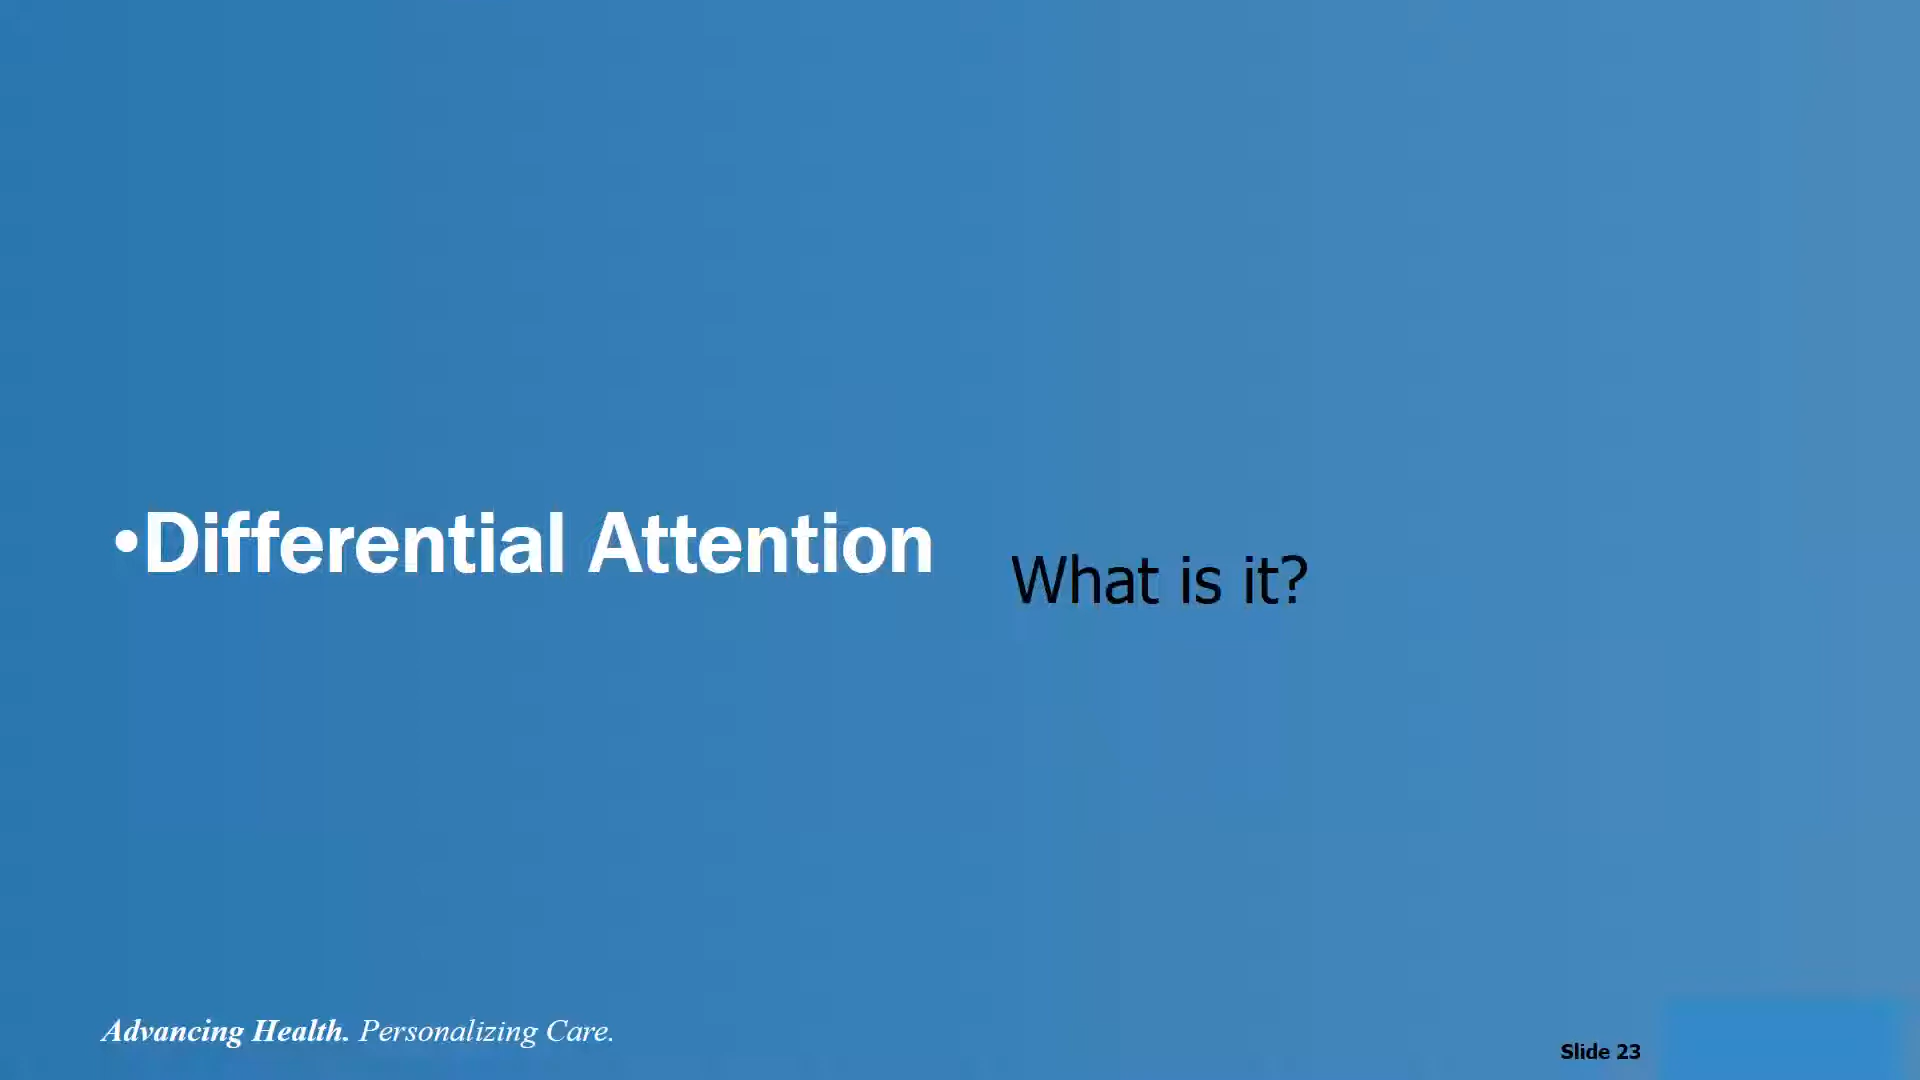 •Differential Attention
What is it?
Advancing Health. Personalizing Care.
Slide 23